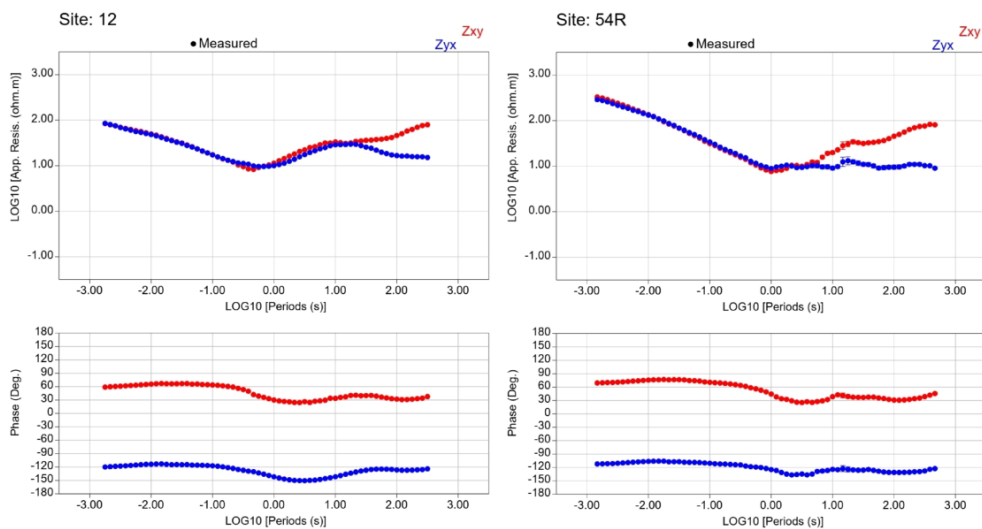 Site: 12
Measured
Zxy
Zyx
LOG10 [App. Resis. (ohm.m)]
3.00
2.00
1.00
0.00
-1.00
-3.00 -2.00 -1.00 0.00 1.00 2.00 3.00
LOG10 [Periods (s)]
Phase (Deg.)
180
150
120
90
60
30
0
-30
-60
-90
-120
-150
-180
-3.00 -2.00 -1.00 0.00 1.00 2.00 3.00
LOG10 [Periods (s)]
Site: 54R
Measured
Zxy
Zyx
LOG10 [App. Resis. (ohm.m)]
3.00
2.00
1.00
0.00
-1.00
-3.00 -2.00 -1.00 0.00 1.00 2.00 3.00
LOG10 [Periods (s)]
Phase (Deg.)
180
150
120
90
60
30
0
-30
-60
-90
-120
-150
-180
-3.00 -2.00 -1.00 0.00 1.00 2.00 3.00
LOG10 [Periods (s)]